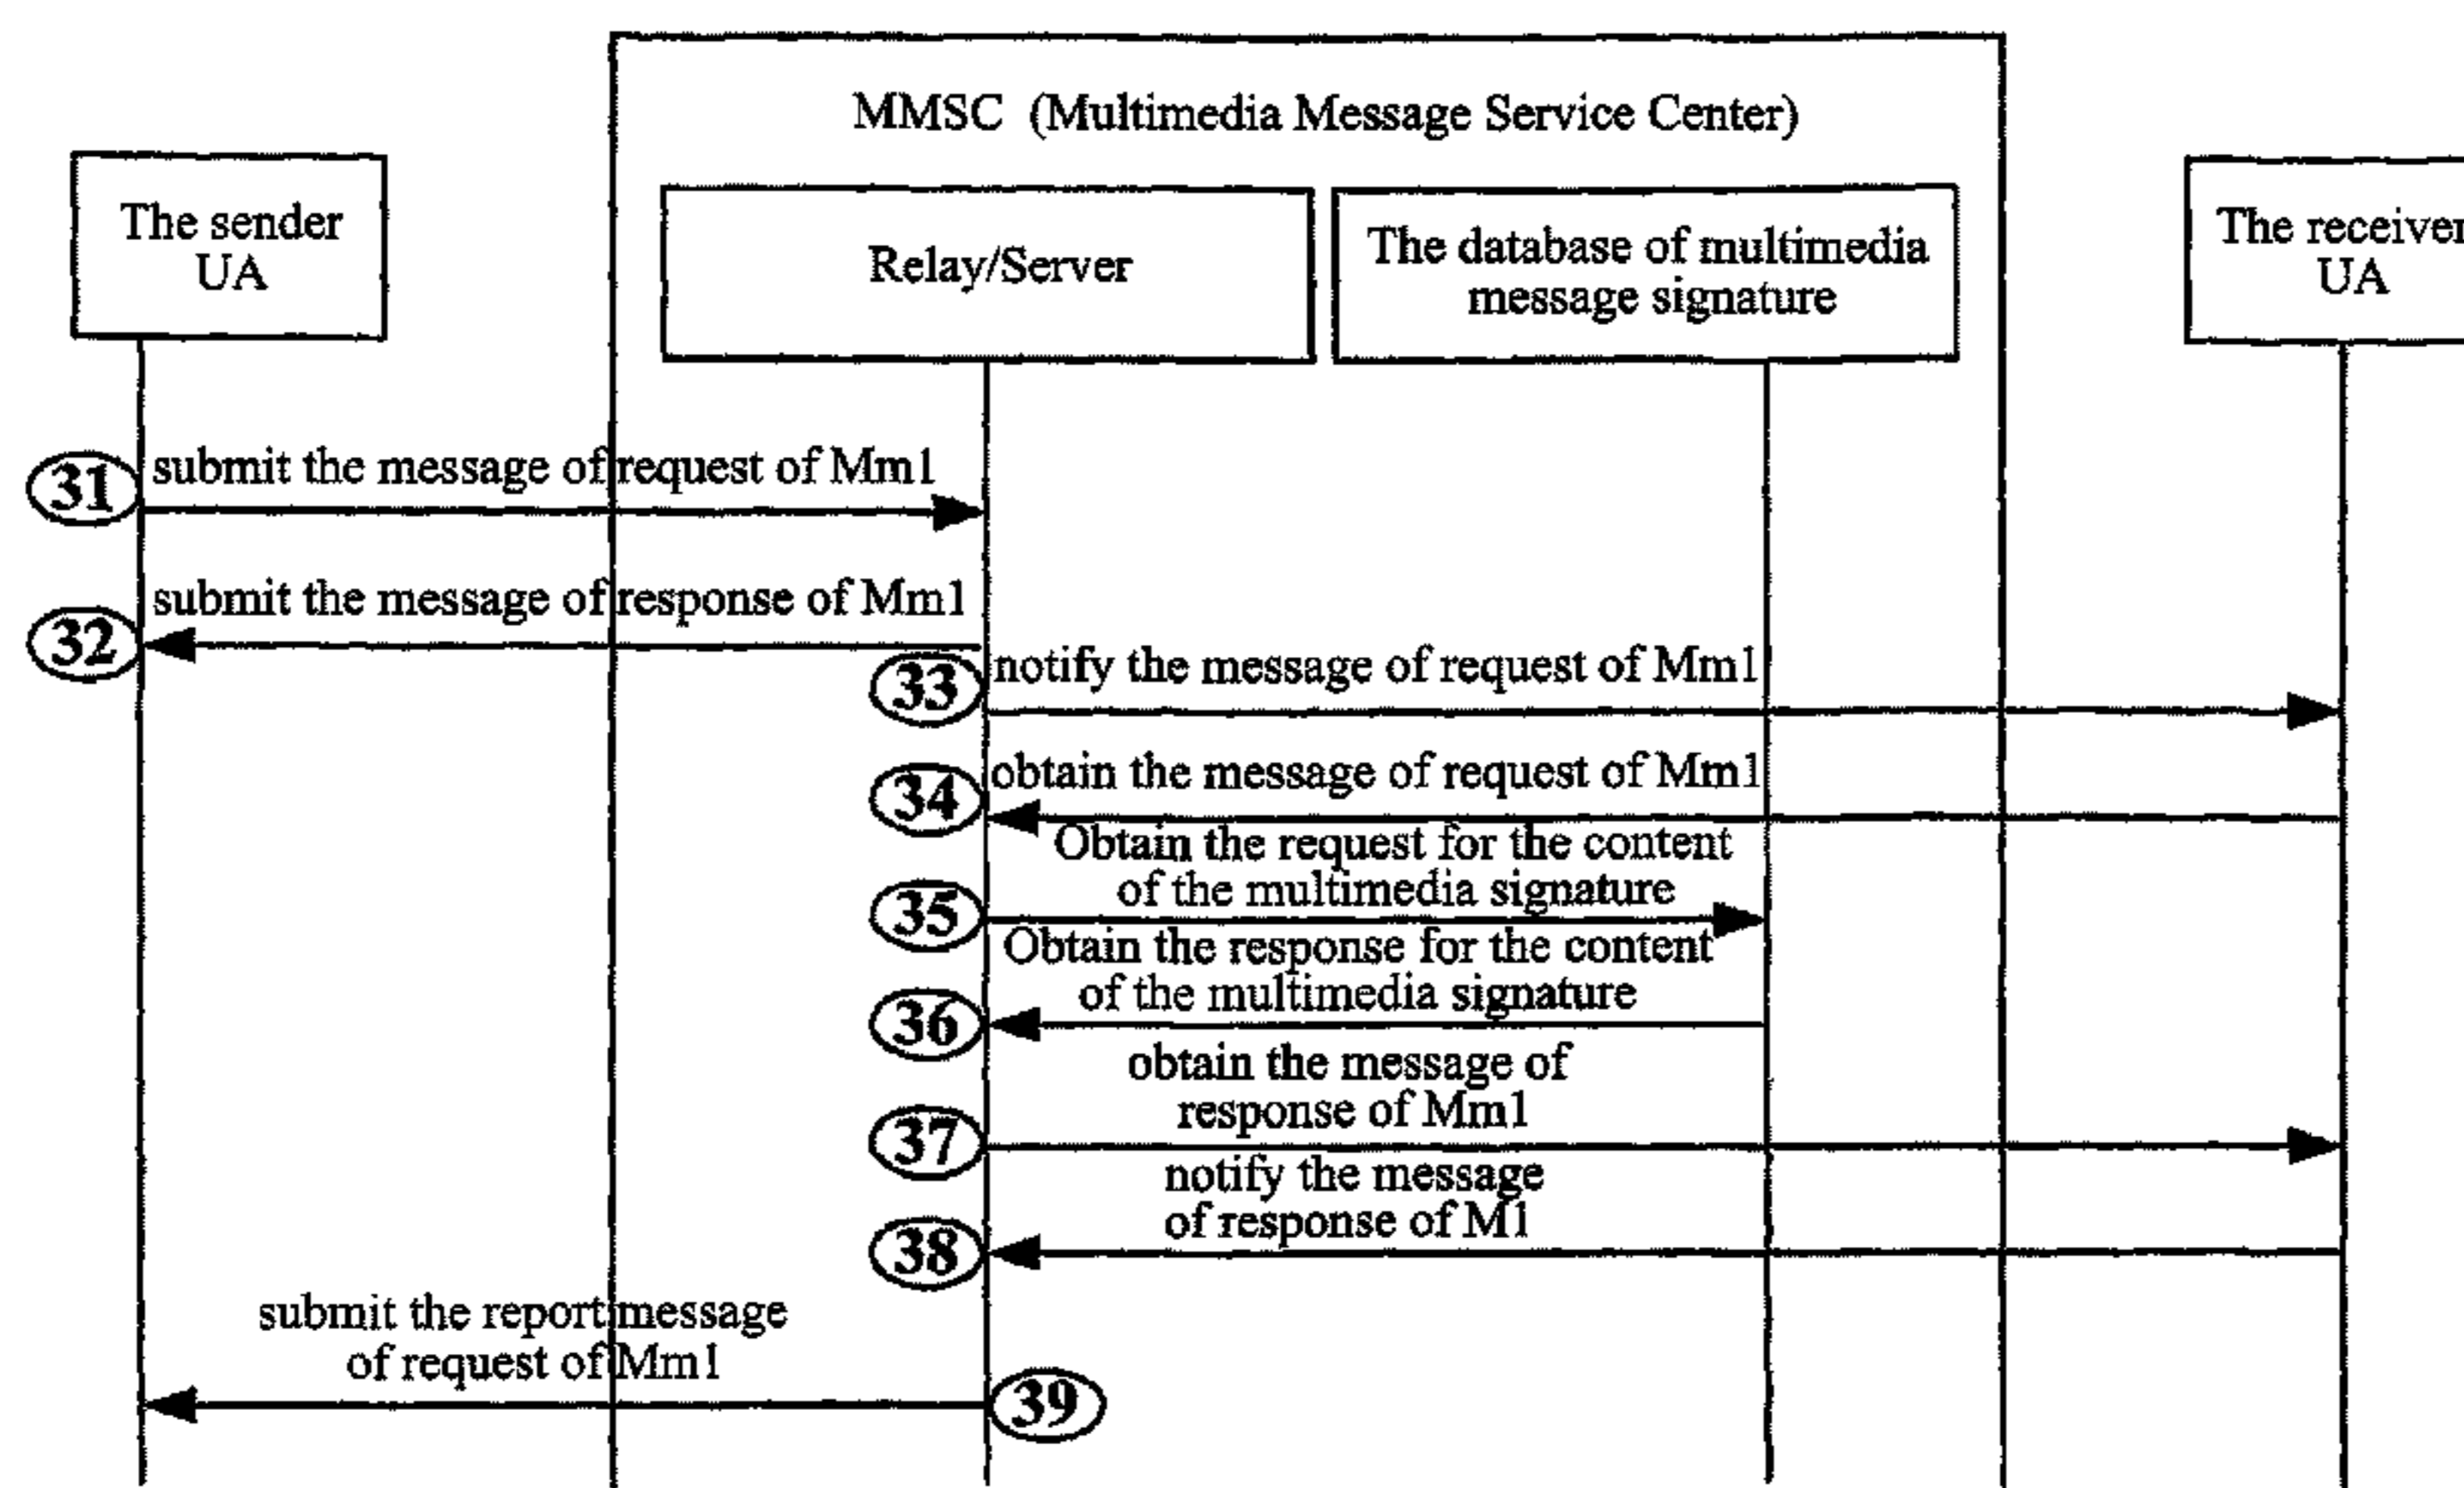 MMSC (Multimedia Message Service Center)
The sender
UA
Relay/Server
The database of multimedia
message signature
The receiver
UA
31
submit the message of request of Mm1
submit the message of response of Mm1
32
33
notify the message of request of Mm1
obtain the message of request of Mm1
34
Obtain the request for the content
of the multimedia signature
35
Obtain the response for the content
of the multimedia signature
36
obtain the message of
response of Mm1
37
notify the message
of response of M1
38
submit the report message
of request of Mm1
39